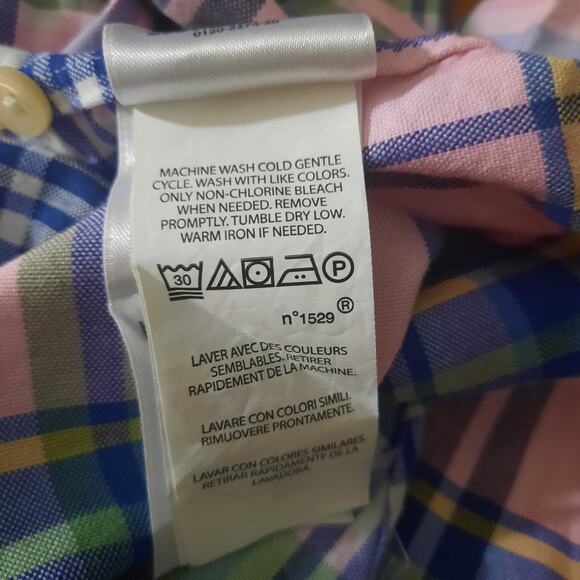 MACHINE WASH COLD GENTLE
CYCLE. WASH WITH LIKE COLORS.
ONLY NON-CHLORINE BLEACH
WHEN NEEDED. REMOVE
PROMPTLY. TUMBLE DRY LOW.
WARM IRON IF NEEDED.
30 P
n°1529 ®
LAVER AVEC DES COULEURS
SEMBLABLES. RETIRER
RAPIDEMENT DE LA MACHINE.
LAVARE CON COLORI SIMILI.
RIMUOVERE PRONTAMENTE.
LAVAR CON COLORES SIMILARES.
RETIRAR RAPIDAMENTE DE LA
LAVADORA.